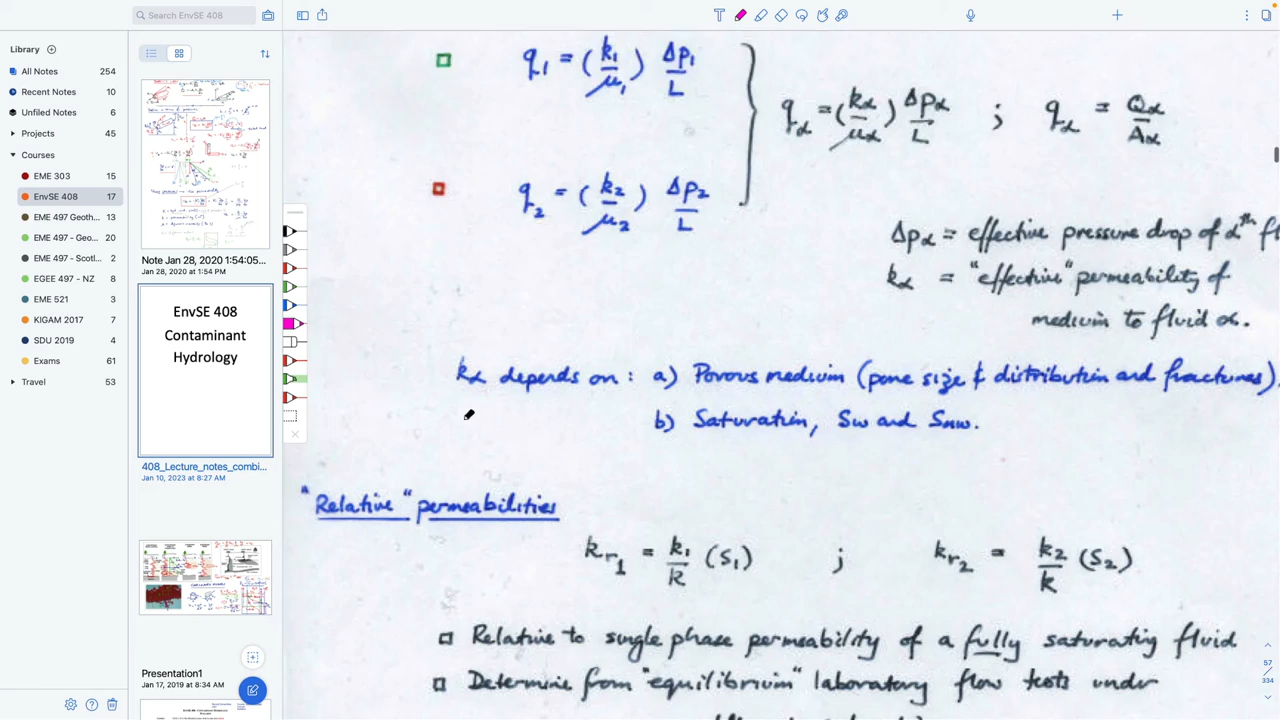 Search EnvSE 408
Library
All Notes 254
Recent Notes 10
Unfiled Notes 6
Projects 45
Courses
EME 303 15
EnvSE 408 17
EME 497 Geoth... 13
EME 497 - Geo... 20
EME 497 - Scotl... 2
EGEE 497 - NZ 8
EME 521 3
KIGAM 2017 7
SDU 2019 4
Exams 61
Travel 53
Note Jan 28, 2020 1:54:05...
Jan 28, 2020 at 1:54 PM
EnvSE 408
Contaminant
Hydrology
408_Lecture_notes_combi...
Jan 10, 2023 at 8:27 AM
Presentation1
Jan 17, 2019 at 8:34 AM
q₁ = (k₁/μ₁) Δp₁/L
qα = (kα/μα) Δpα/L ; qα = Qα/Aα
q₂ = (k₂/μ₂) Δp₂/L
Δpα = effective pressure drop of αth fl
kα = "effective" permeability of
medium to fluid α.
kα depends on : a) Porous medium (pore size & distribution and fractures).
b) Saturation, Sw and Snw.
"Relative" permeabilities
kr₁ = k₁/k (S₁) ; kr₂ = k₂/k (S₂)
Relative to single phase permeability of a fully saturating fluid
Determine from "equilibrium" laboratory flow tests under
57
334